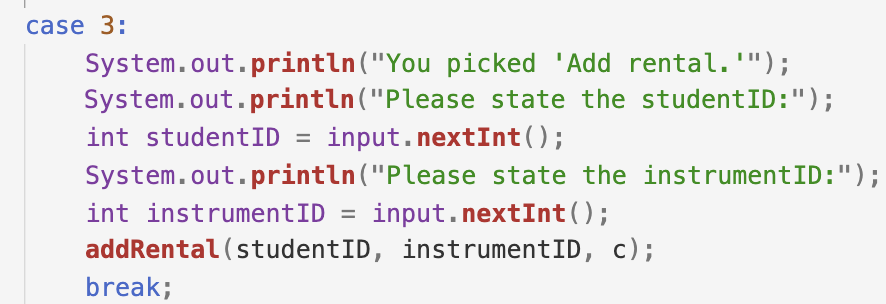 case 3:
System.out.println("You picked 'Add rental.'");
System.out.println("Please state the studentID:");
int studentID = input.nextInt();
System.out.println("Please state the instrumentID:");
int instrumentID = input.nextInt();
addRental(studentID, instrumentID, c);
break;